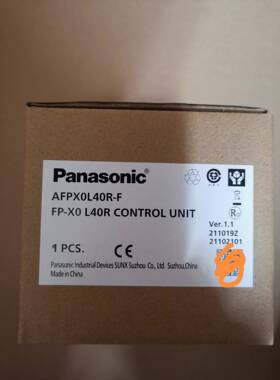 Panasonic
AFPX0L40R-F
FP-X0 L40R CONTROL UNIT
Ver.1.1
211019Z
21102101
1 PCS.
CE
Panasonic Industrial Devices SUNX Suzhou Co., Ltd. Suzhou,China
Made in China